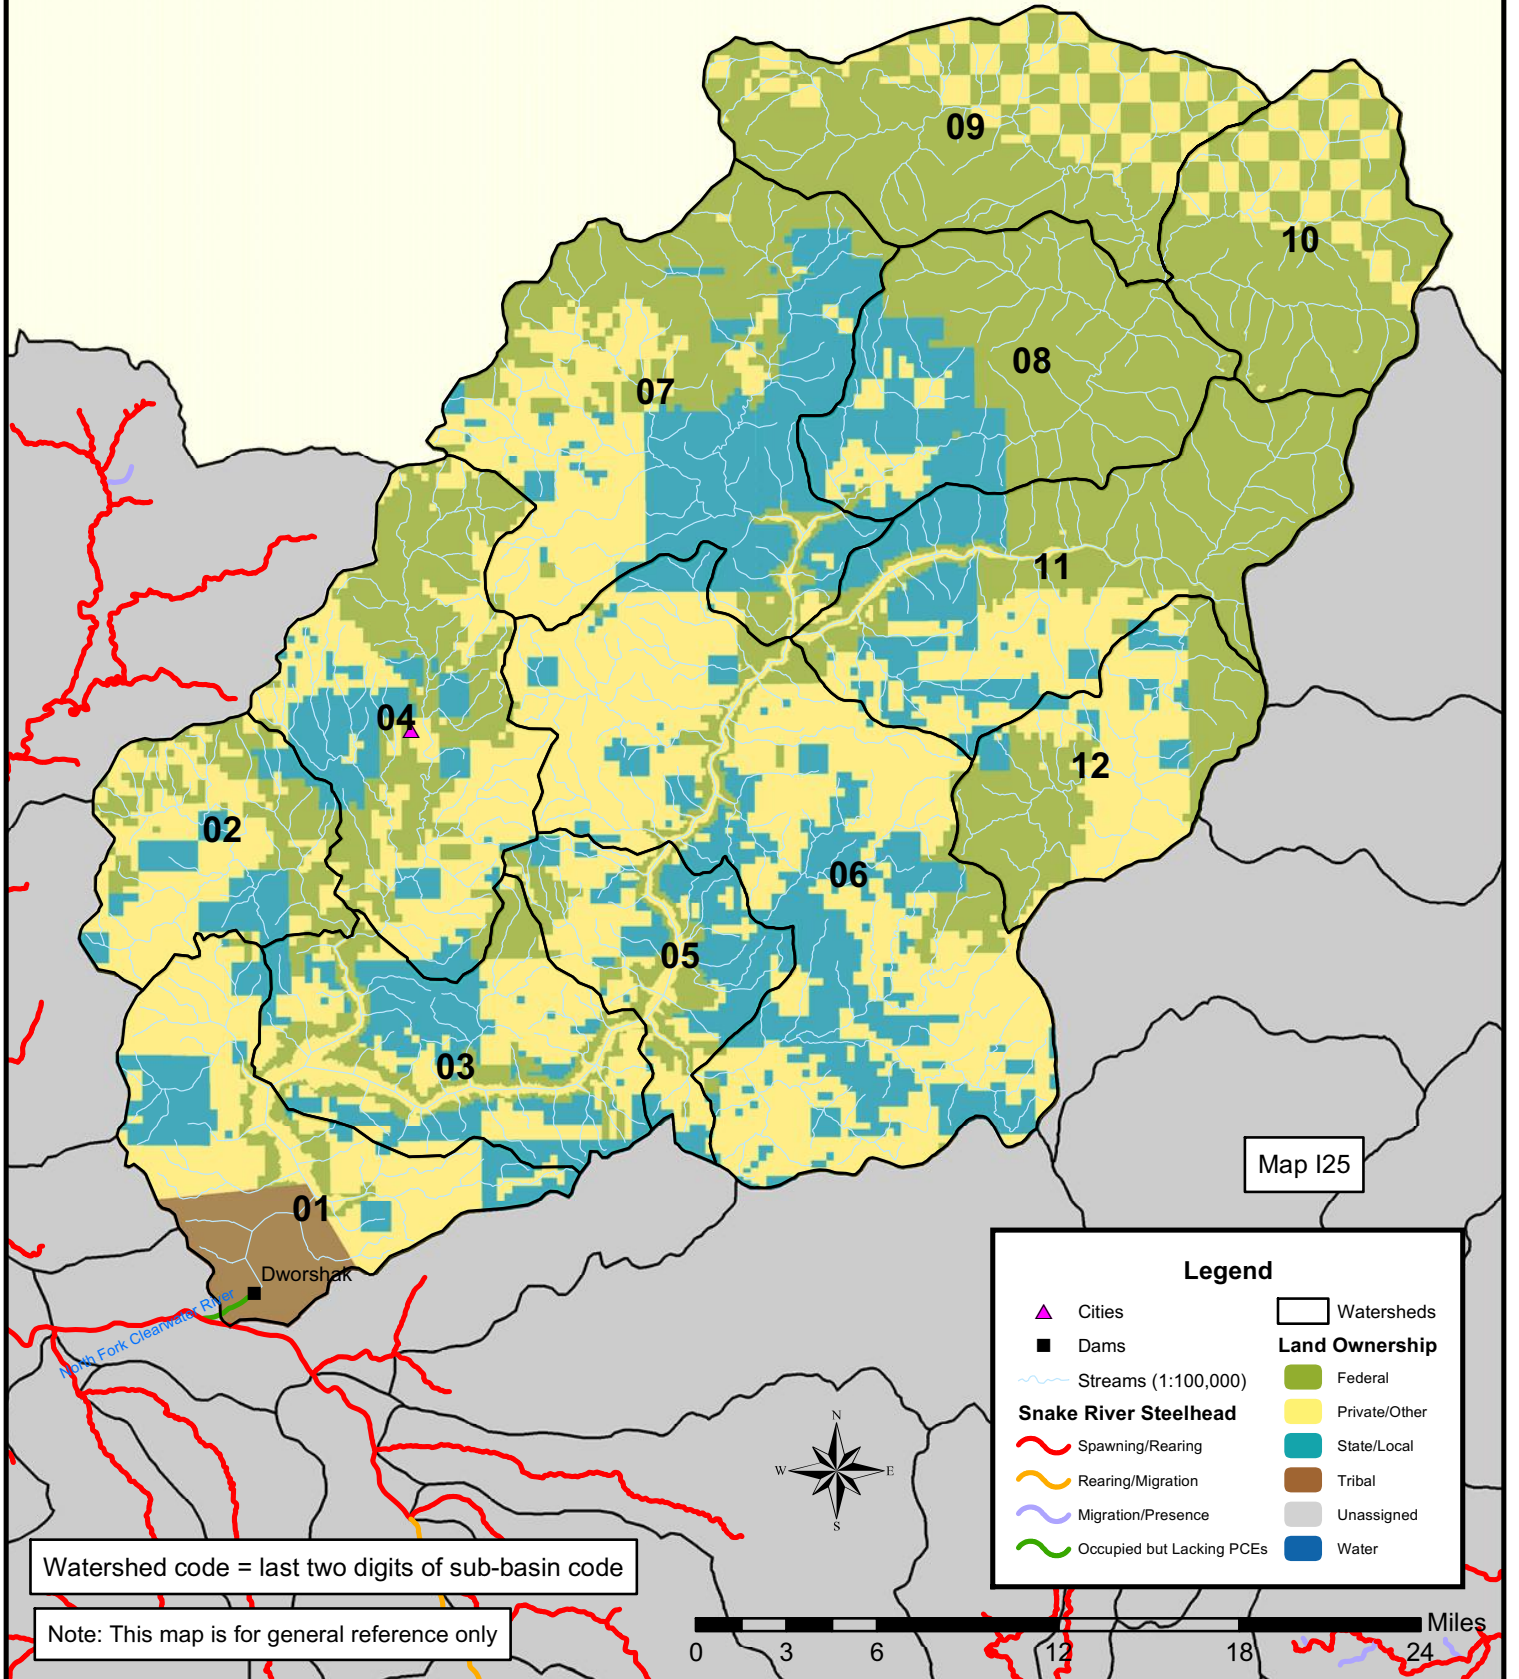 09
10
08
07
11
04
12
02
06
05
03
01
Dworshak
North Fork Clearwater River
Map I25
Legend
Cities
Dams
Streams (1:100,000)
Snake River Steelhead
Spawning/Rearing
Rearing/Migration
Migration/Presence
Occupied but Lacking PCEs
Watersheds
Land Ownership
Federal
Private/Other
State/Local
Tribal
Unassigned
Water
N
W E
S
Watershed code = last two digits of sub-basin code
Note: This map is for general reference only
Miles
0 3 6 12 18 24